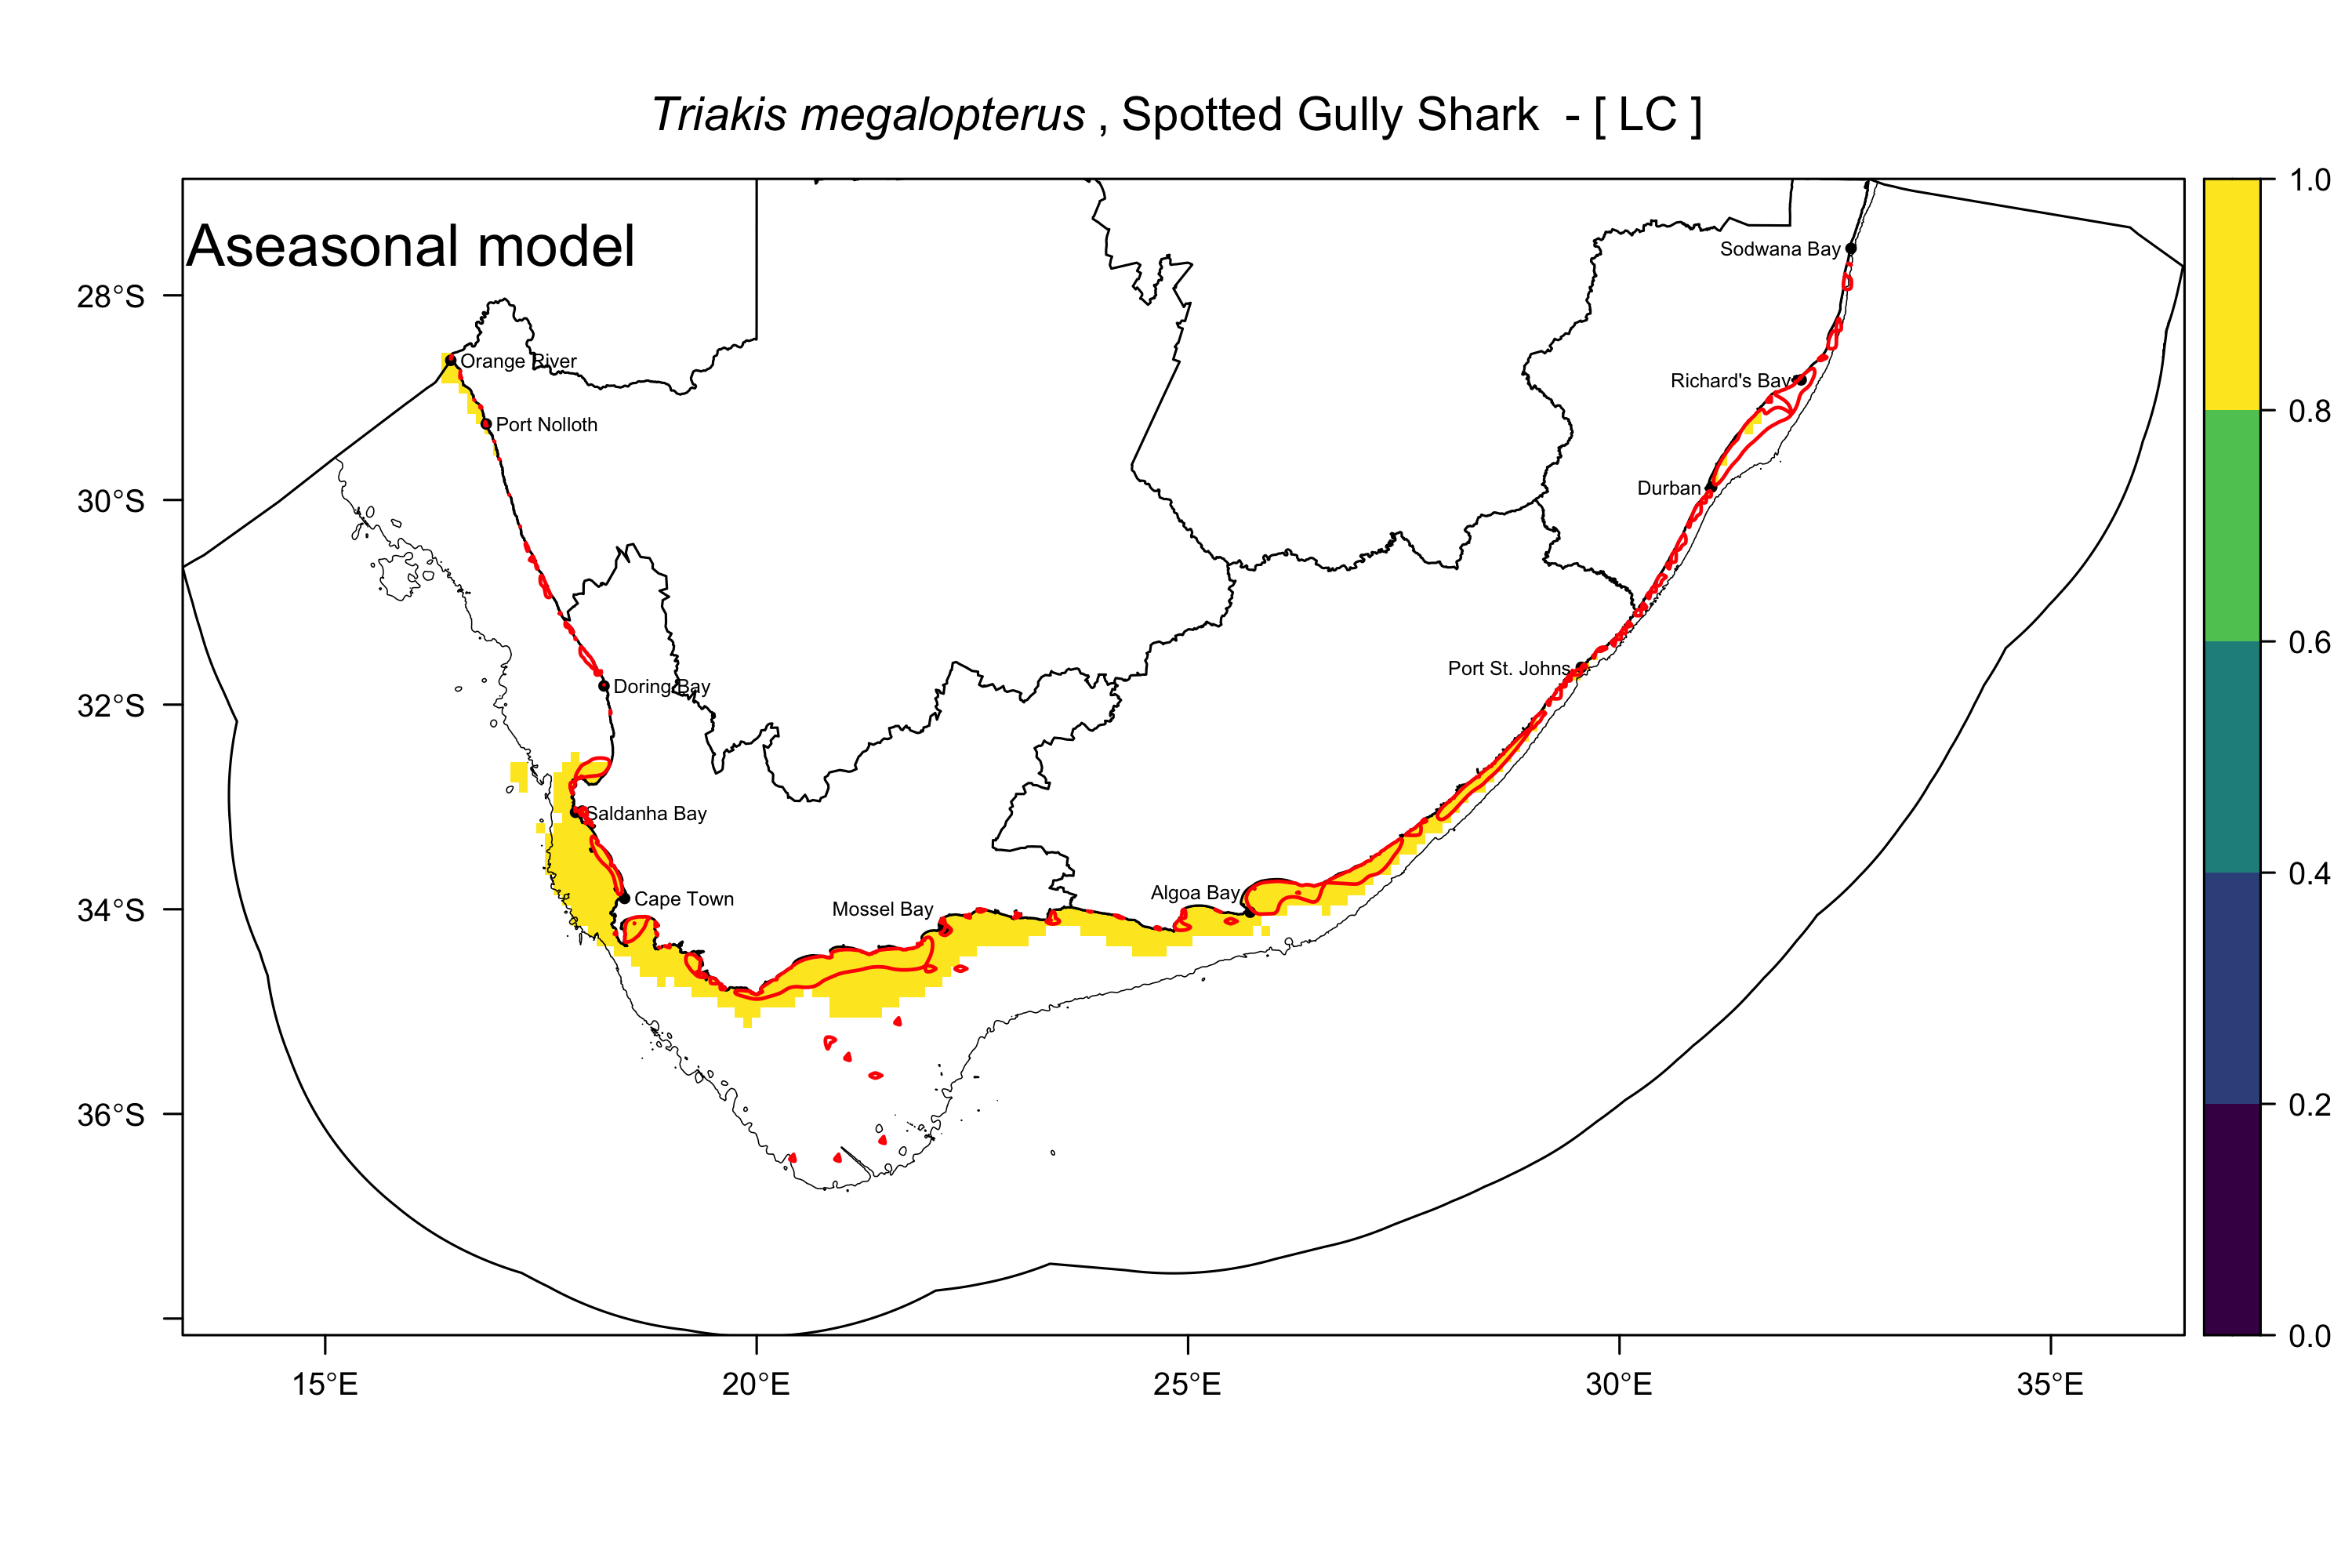 Triakis megalopterus , Spotted Gully Shark - [ LC ]
Aseasonal model
1.0
0.8
0.6
0.4
0.2
0.0
28°S
30°S
32°S
34°S
36°S
Sodwana Bay
Orange River
Richard's Bay
Port Nolloth
Durban
Port St. Johns
Doring Bay
Saldanha Bay
Algoa Bay
Cape Town
Mossel Bay
15°E
20°E
25°E
30°E
35°E